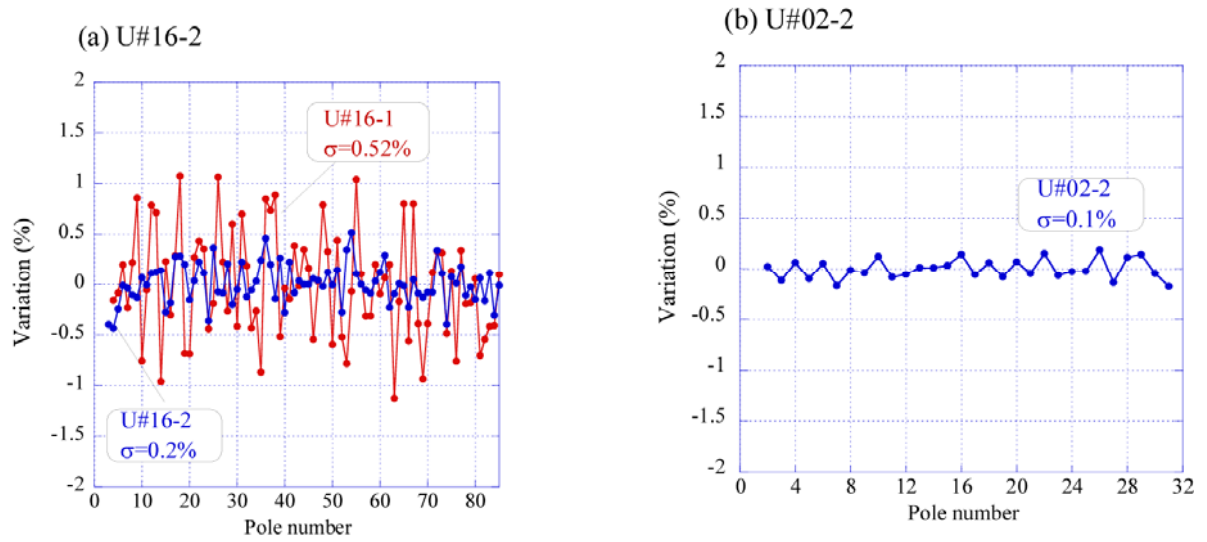 (a) U#16-2
2
1.5
1
0.5
0
-0.5
-1
-1.5
-2
Variation (%)
U#16-1
σ=0.52%
U#16-2
σ=0.2%
0 10 20 30 40 50 60 70 80
Pole number
(b) U#02-2
2
1.5
1
0.5
0
-0.5
-1
-1.5
-2
Variation (%)
U#02-2
σ=0.1%
0 4 8 12 16 20 24 28 32
Pole number